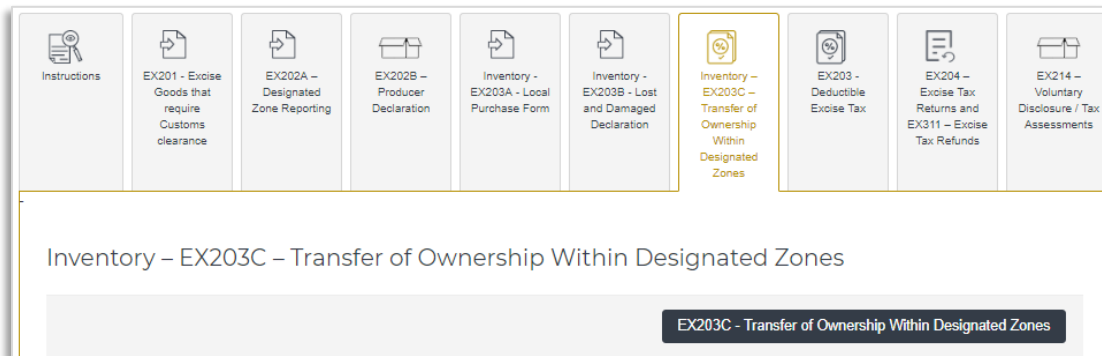 Instructions
EX201 - Excise
Goods that
require
Customs
clearance
EX202A –
Designated
Zone Reporting
EX202B –
Producer
Declaration
Inventory -
EX203A - Local
Purchase Form
Inventory -
EX203B - Lost
and Damaged
Declaration
Inventory –
EX203C –
Transfer of
Ownership
Within
Designated
Zones
EX203 -
Deductible
Excise Tax
EX204 –
Excise Tax
Returns and
EX311 – Excise
Tax Refunds
EX214 –
Voluntary
Disclosure / Tax
Assessments
Inventory – EX203C – Transfer of Ownership Within Designated Zones
EX203C - Transfer of Ownership Within Designated Zones